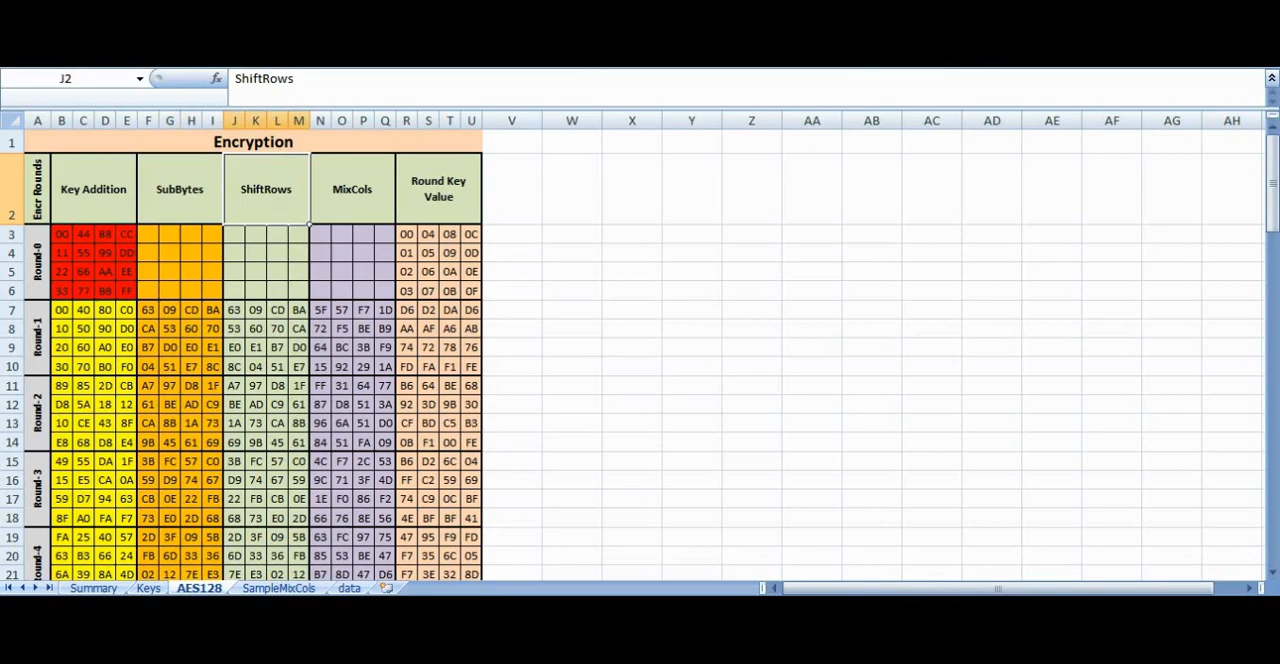 J2 fx ShiftRows
A B C D E F G H I J K L M N O P Q R S T U V W X Y Z AA AB AC AD AE AF AG AH
1 Encryption
2 Encr Rounds Key Addition SubBytes ShiftRows MixCols Round Key
Value
3 00 44 88 CC 00 04 08 0C
4 11 55 99 DD 01 05 09 0D
Round-0
5 22 66 AA EE 02 06 0A 0E
6 33 77 BB FF 03 07 0B 0F
7 00 40 80 C0 63 09 CD BA 63 09 CD BA 5F 57 F7 1D D6 D2 DA D6
8 10 50 90 D0 CA 53 60 70 53 60 70 CA 72 F5 BE B9 AA AF A6 AB
Round-1
9 20 60 A0 E0 B7 D0 E0 E1 E0 E1 B7 D0 64 BC 3B F9 74 72 78 76
10 30 70 B0 F0 04 51 E7 8C 8C 04 51 E7 15 92 29 1A FD FA F1 FE
11 89 85 2D CB A7 97 D8 1F A7 97 D8 1F FF 31 64 77 B6 64 BE 68
12 D8 5A 18 12 61 BE AD C9 BE AD C9 61 87 D8 51 3A 92 3D 9B 30
Round-2
13 10 CE 43 8F CA 8B 1A 73 1A 73 CA 8B 96 6A 51 D0 CF BD C5 B3
14 E8 68 D8 E4 9B 45 61 69 69 9B 45 61 84 51 FA 09 0B F1 00 FE
15 49 55 DA 1F 3B FC 57 C0 3B FC 57 C0 4C F7 2C 53 B6 D2 6C 04
16 15 E5 CA 0A 59 D9 74 67 D9 74 67 59 9C 71 3F 4D FF C2 59 69
Round-3
17 59 D7 94 63 CB 0E 22 FB 22 FB CB 0E 1E F0 86 F2 74 C9 0C BF
18 8F A0 FA F7 73 E0 2D 68 68 73 E0 2D 66 76 8E 56 4E BF BF 41
19 FA 25 40 57 2D 3F 09 5B 2D 3F 09 5B 63 97 75 47 95 F9 FD
20 63 B3 66 24 FB 6D 33 36 6D 33 36 FB 85 53 BE 47 F7 35 6C 05
ound-4
21 6A 39 8A 4D 02 12 7E E3 7E E3 02 12 B7 8D 47 D6 F7 3E 32 8D
Summary Keys AES128 SampleMixCols data